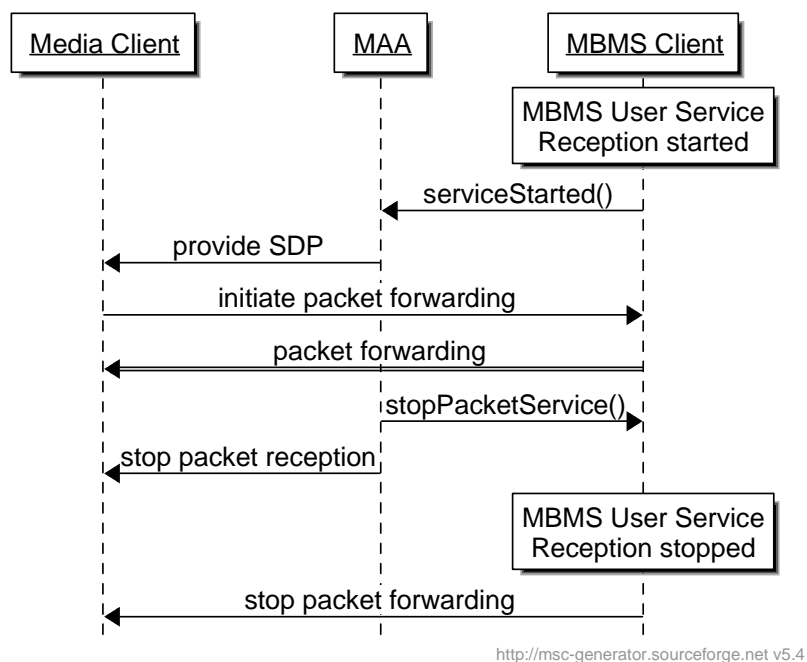 Media Client
MAA
MBMS Client
MBMS User Service
Reception started
serviceStarted()
provide SDP
initiate packet forwarding
packet forwarding
stopPacketService()
stop packet reception
MBMS User Service
Reception stopped
stop packet forwarding
http://msc-generator.sourceforge.net v5.4